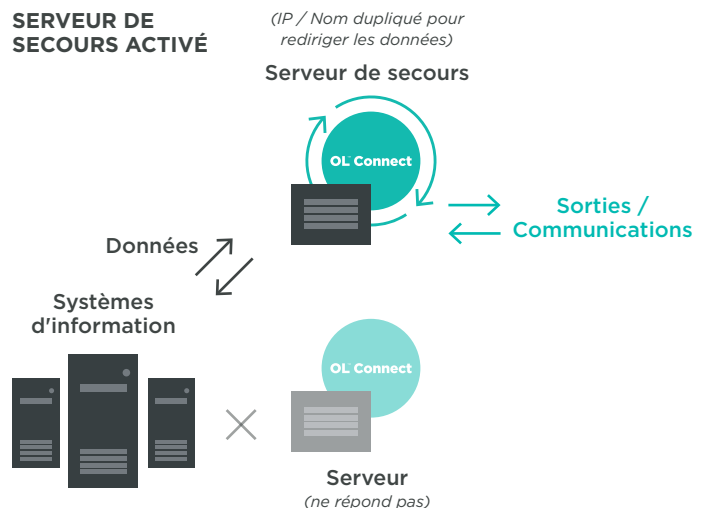 SERVEUR DE
SECOURS ACTIVÉ
(IP / Nom dupliqué pour
rediriger les données)
Serveur de secours
OL Connect
Sorties /
Communications
Données
Systèmes
d'information
OL Connect
Serveur
(ne répond pas)